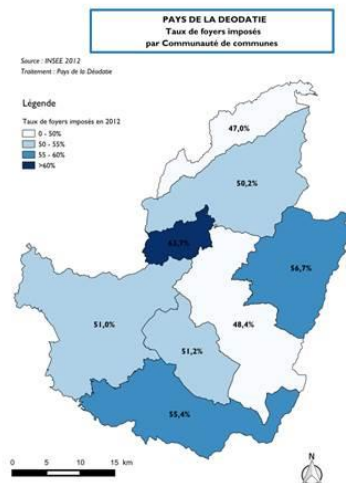 PAYS DE LA DEODATIE
Taux de foyers imposés
par Communauté de communes
Source : INSEE 2012
Traitement : Pays de la Déodatie
Légende
Taux de foyers imposés en 2012
0 - 50%
50 - 55%
55 - 60%
>60%
47,0%
50,2%
56,7%
51,0%
48,4%
51,2%
55,4%
N
0 5 10 15 km